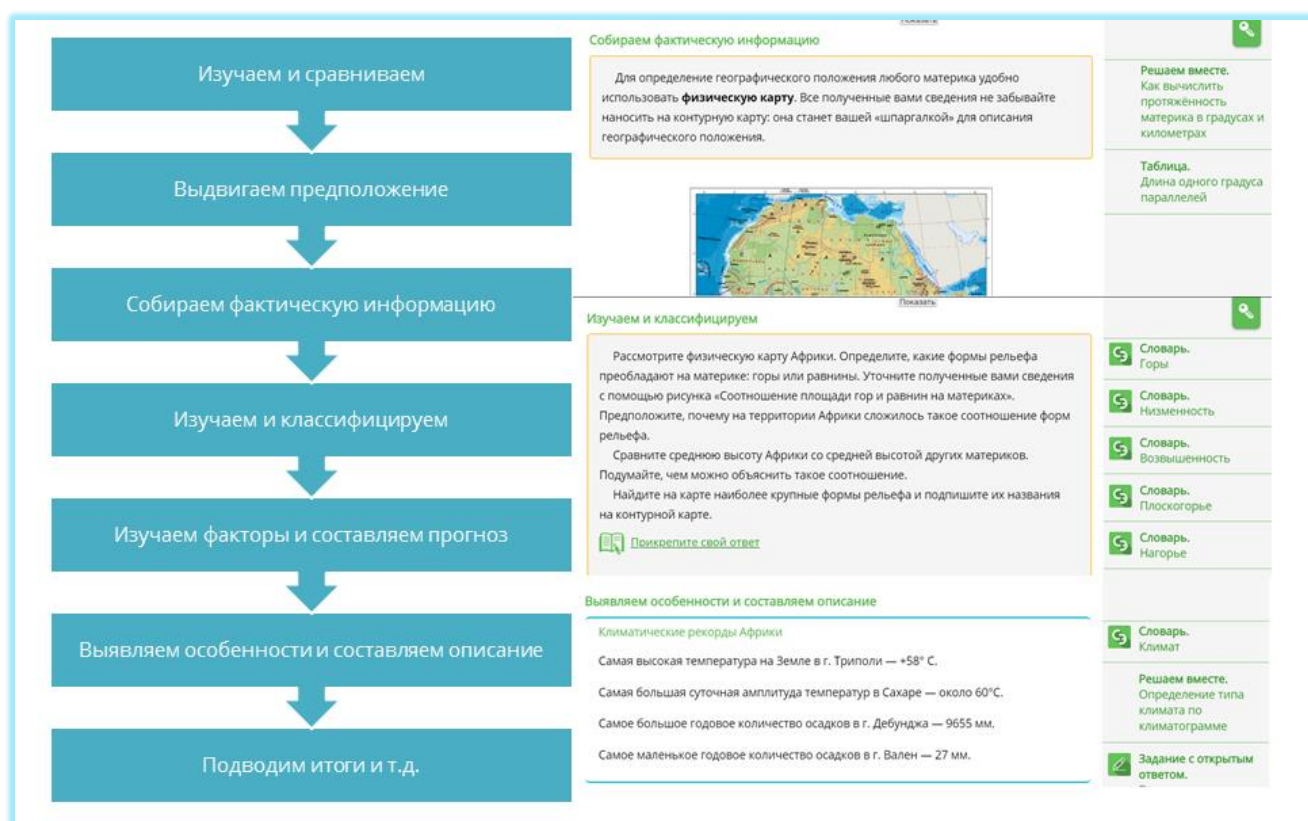 Изучаем и сравниваем
Выдвигаем предположение
Собираем фактическую информацию
Изучаем и классифицируем
Изучаем факторы и составляем прогноз
Выявляем особенности и составляем описание
Подводим итоги и т.д.
Показать
Собираем фактическую информацию
Для определение географического положения любого материка удобно
использовать физическую карту. Все полученные вами сведения не забывайте
наносить на контурную карту: она станет вашей «шпаргалкой» для описания
географического положения.
Решаем вместе.
Как вычислить
протяжённость
материка в градусах и
километрах
Таблица.
Длина одного градуса
параллелей
Показать
Изучаем и классифицируем
Рассмотрите физическую карту Африки. Определите, какие формы рельефа
преобладают на материке: горы или равнины. Уточните полученные вами сведения
с помощью рисунка «Соотношение площади гор и равнин на материках».
Предположите, почему на территории Африки сложилось такое соотношение форм
рельефа.
Сравните среднюю высоту Африки со средней высотой других материков.
Подумайте, чем можно объяснить такое соотношение.
Найдите на карте наиболее крупные формы рельефа и подпишите их названия
на контурной карте.
Прикрепите свой ответ
Словарь.
Горы
Словарь.
Низменность
Словарь.
Возвышенность
Словарь.
Плоскогорье
Словарь.
Нагорье
Выявляем особенности и составляем описание
Климатические рекорды Африки
Самая высокая температура на Земле в г. Триполи — +58° С.
Самая большая суточная амплитуда температур в Сахаре — около 60°С.
Самое большое годовое количество осадков в г. Дебунджа — 9655 мм.
Самое маленькое годовое количество осадков в г. Вален — 27 мм.
Словарь.
Климат
Решаем вместе.
Определение типа
климата по
климатограмме
Задание с открытым
ответом.